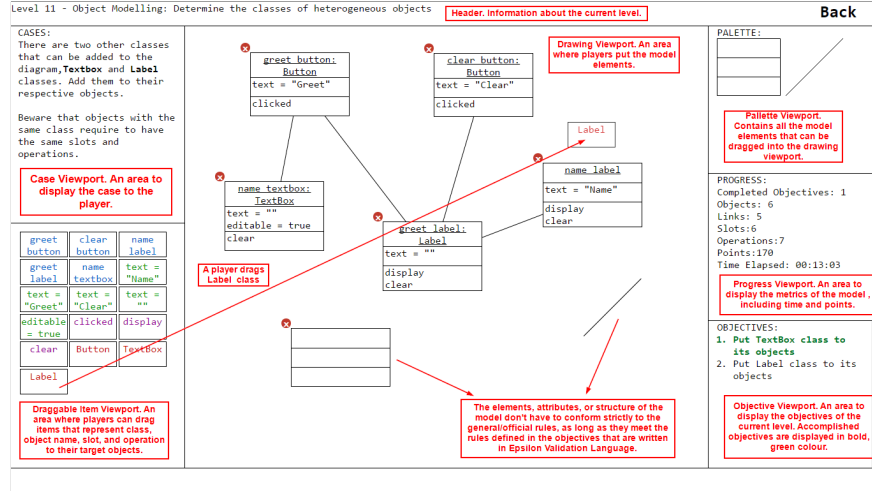 Level 11 - Object Modelling: Determine the classes of heterogeneous objects
Header. Information about the current level.
Back
CASES:
There are two other classes
that can be added to the
diagram,Textbox and Label
classes. Add them to their
respective objects.
Beware that objects with the
same class require to have
the same slots and
operations.
Case Viewport. An area to
display the case to the
player.
greet
button
clear
button
name
label
greet
label
name
textbox
text =
"Name"
text =
"Greet"
text =
"Clear"
text =
""
editable
= true
clicked
display
clear
Button
TextBox
Label
Draggable Item Viewport. An
area where players can drag
items that represent class,
object name, slot, and operation
to their target objects.
x
greet button:
Button
text = "Greet"
clicked
x
clear button:
Button
text = "Clear"
clicked
Drawing Viewport. An area
where players put the model
elements.
Label
x
name label
text = "Name"
display
clear
x
name textbox:
TextBox
text = ""
editable = true
clear
x
greet label:
Label
text = ""
display
clear
A player drags
Label class
x
The elements, attributes, or structure of the
model don't have to conform strictly to the
general/official rules, as long as they meet the
rules defined in the objectives that are written
in Epsilon Validation Language.
PALETTE:
Pallette Viewport.
Contains all the model
elements that can be
dragged into the drawing
viewport.
PROGRESS:
Completed Objectives: 1
Objects: 6
Links: 5
Slots:6
Operations:7
Points:170
Time Elapsed: 00:13:03
Progress Viewport. An area to
display the metrics of the model ,
including time and points.
OBJECTIVES:
1. Put TextBox class to
its objects
2. Put Label class to its
objects
Objective Viewport. An area to
display the objectives of the
current level. Accomplished
objectives are displayed in bold,
green colour.